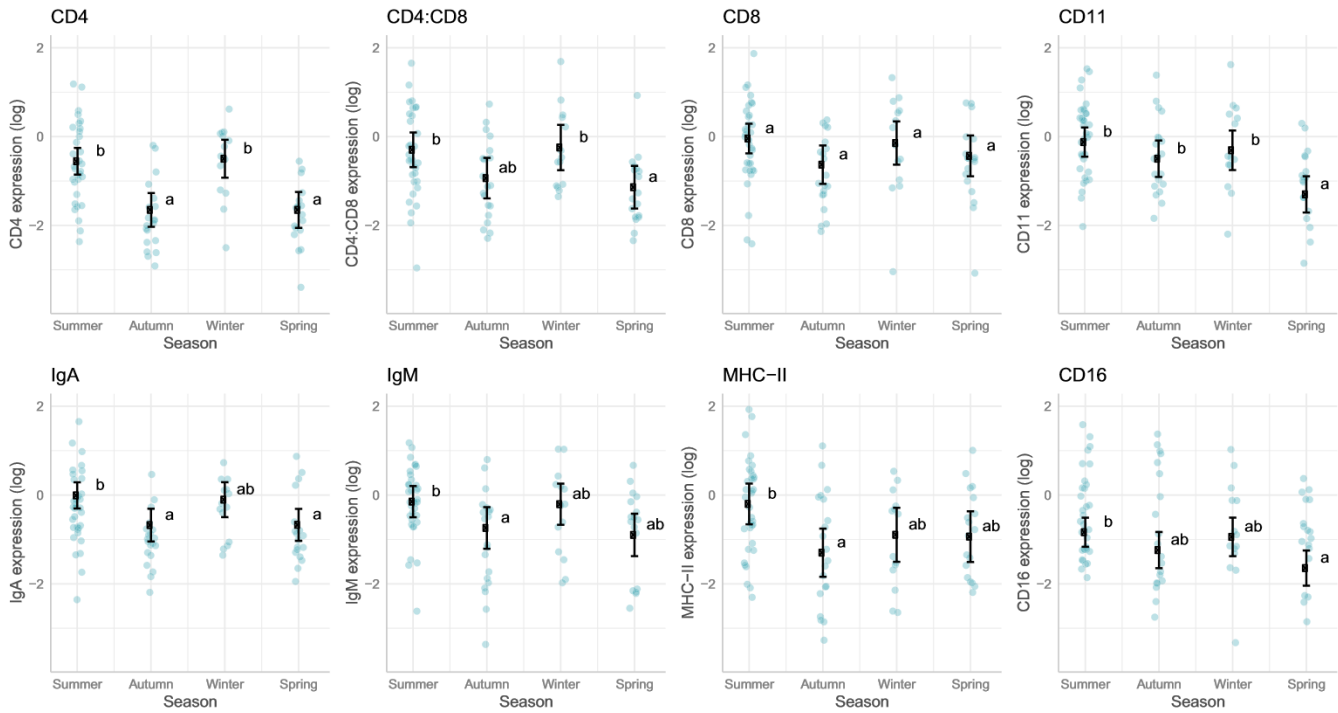 CD4
CD4:CD8
CD8
CD11
CD4 expression (log)
2
0
−2
b
a
b
a
Summer
Autumn
Winter
Spring
Season
CD4:CD8 expression (log)
2
0
−2
b
ab
b
a
Summer
Autumn
Winter
Spring
Season
CD8 expression (log)
2
0
−2
a
a
a
a
Summer
Autumn
Winter
Spring
Season
CD11 expression (log)
2
0
−2
b
b
b
a
Summer
Autumn
Winter
Spring
Season
IgA
IgM
MHC−II
CD16
IgA expression (log)
2
0
−2
b
a
ab
a
Summer
Autumn
Winter
Spring
Season
IgM expression (log)
2
0
−2
b
a
ab
ab
Summer
Autumn
Winter
Spring
Season
MHC−II expression (log)
2
0
−2
b
a
ab
ab
Summer
Autumn
Winter
Spring
Season
CD16 expression (log)
2
0
−2
b
ab
ab
a
Summer
Autumn
Winter
Spring
Season